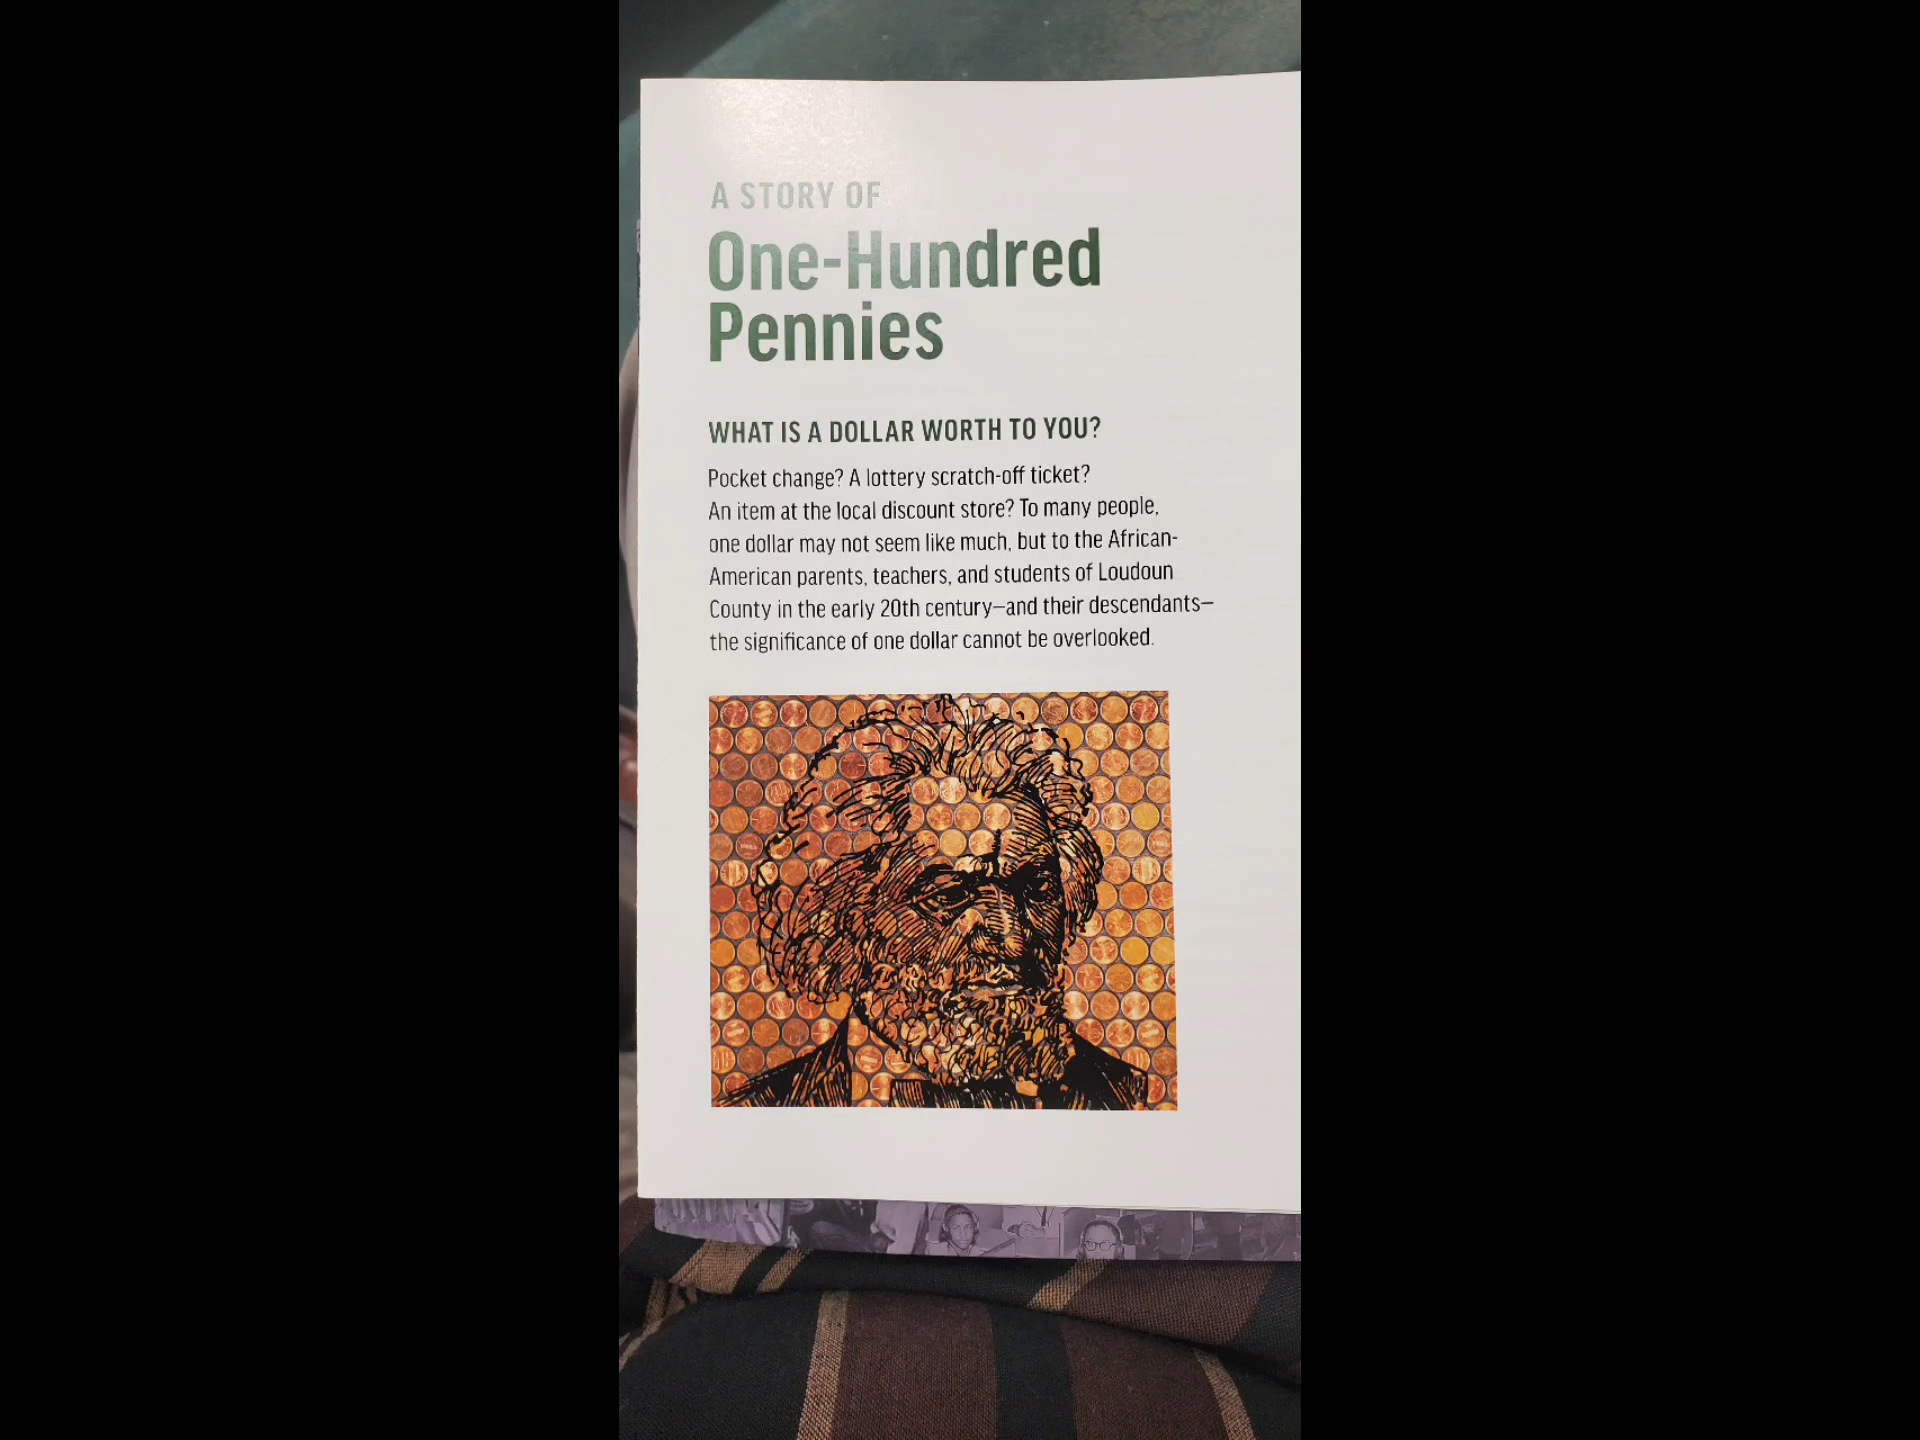 A STORY OF
One-Hundred
Pennies
WHAT IS A DOLLAR WORTH TO YOU?
Pocket change? A lottery scratch-off ticket?
An item at the local discount store? To many people,
one dollar may not seem like much, but to the African-
American parents, teachers, and students of Loudoun
County in the early 20th century—and their descendants—
the significance of one dollar cannot be overlooked.